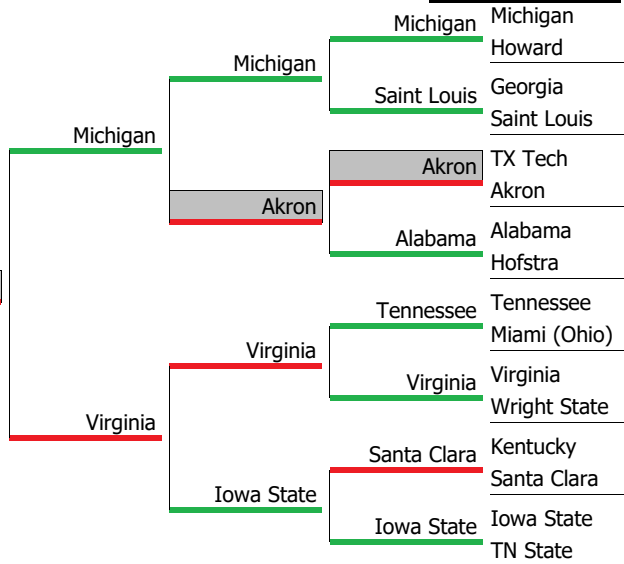 Michigan
Howard
Georgia
Saint Louis
TX Tech
Akron
Alabama
Hofstra
Tennessee
Miami (Ohio)
Virginia
Wright State
Kentucky
Santa Clara
Iowa State
TN State
Michigan
Saint Louis
Akron
Alabama
Tennessee
Virginia
Santa Clara
Iowa State
Michigan
Akron
Virginia
Iowa State
Michigan
Virginia